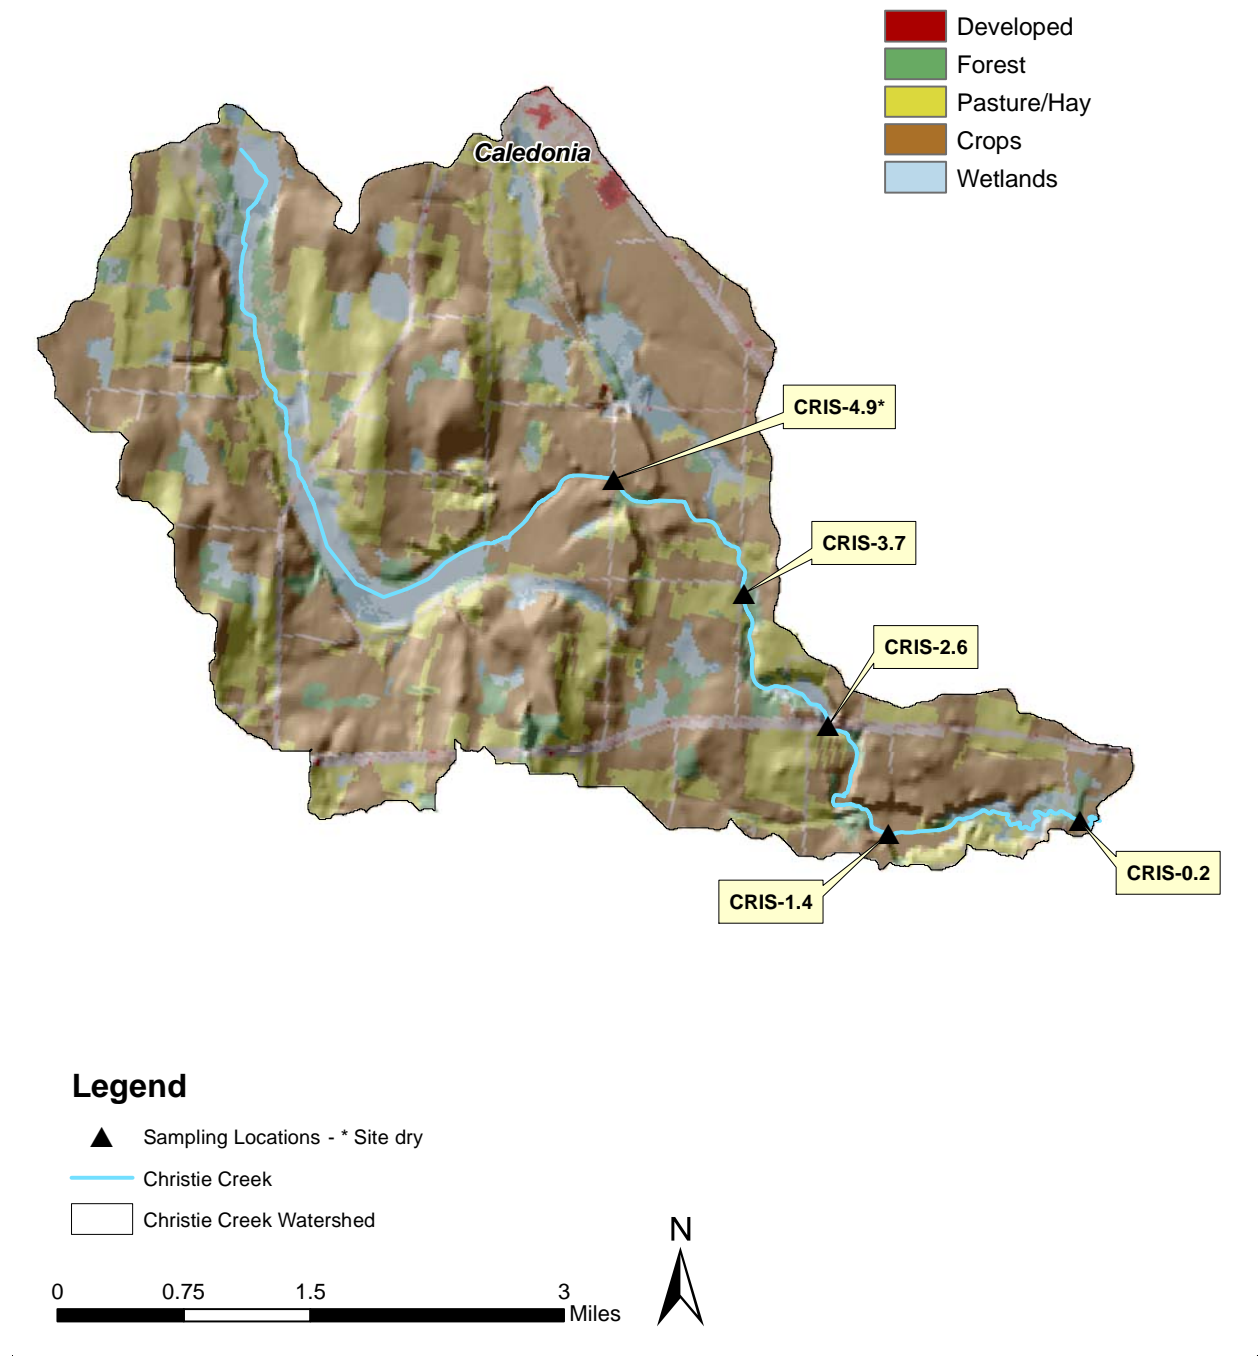 Developed
Forest
Pasture/Hay
Crops
Wetlands
Caledonia
CRIS-4.9*
CRIS-3.7
CRIS-2.6
CRIS-0.2
CRIS-1.4
Legend
Sampling Locations - * Site dry
Christie Creek
Christie Creek Watershed
N
0 0.75 1.5 3
Miles